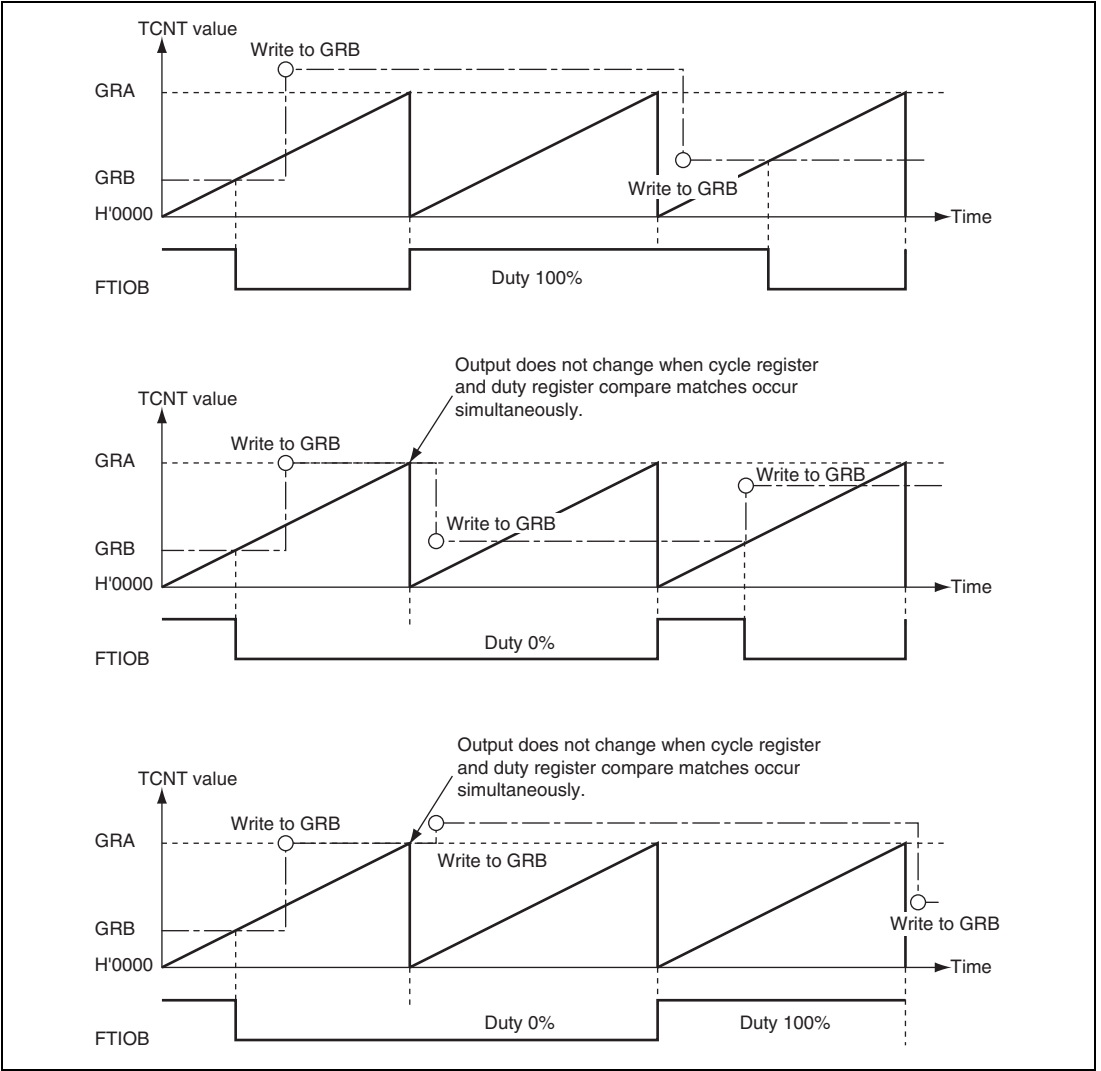 TCNT value
Write to GRB
GRA
GRB
Write to GRB
H'0000
Time
Duty 100%
FTIOB
Output does not change when cycle register
and duty register compare matches occur
simultaneously.
TCNT value
Write to GRB
GRA
Write to GRB
Write to GRB
GRB
H'0000
Time
Duty 0%
FTIOB
Output does not change when cycle register
and duty register compare matches occur
simultaneously.
TCNT value
Write to GRB
GRA
Write to GRB
GRB
Write to GRB
H'0000
Time
Duty 0%
Duty 100%
FTIOB